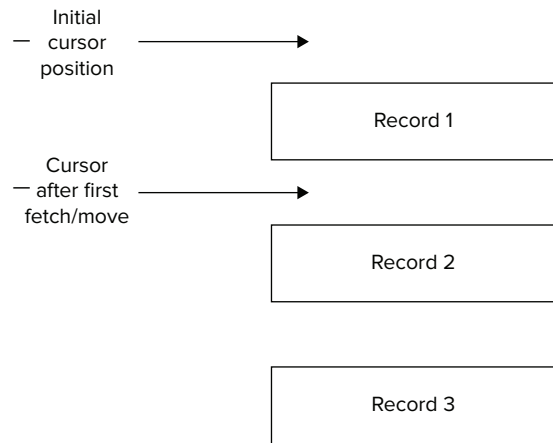 Initial
cursor
position
Record 1
Cursor
after first
fetch/move
Record 2
Record 3